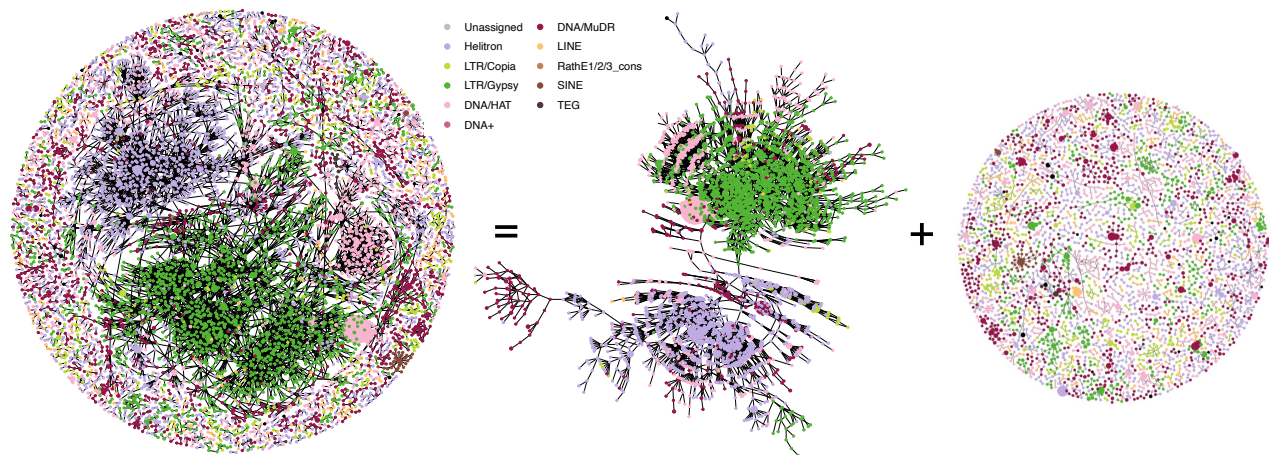 Unassigned
Helitron
LTR/Copia
LTR/Gypsy
DNA/HAT
DNA+
DNA/MuDR
LINE
RathE1/2/3_cons
SINE
TEG
=
+